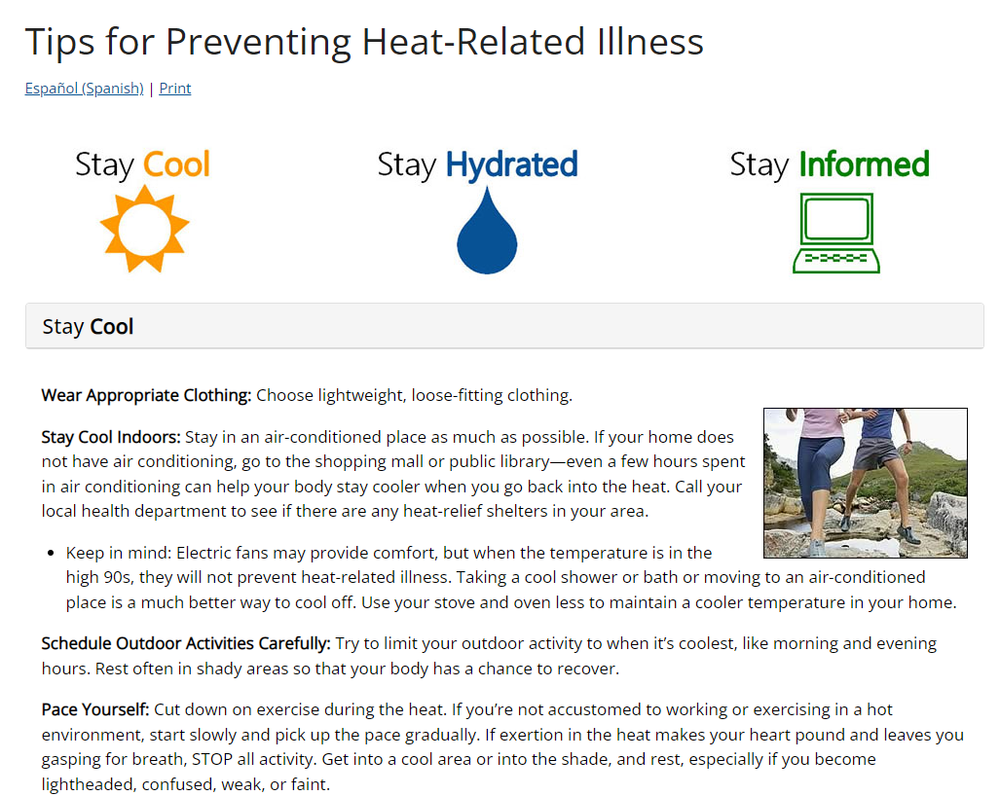 Tips for Preventing Heat-Related Illness
Español (Spanish) | Print
Stay Cool
Stay Hydrated
Stay Informed
Stay Cool
Wear Appropriate Clothing: Choose lightweight, loose-fitting clothing.
Stay Cool Indoors: Stay in an air-conditioned place as much as possible. If your home does
not have air conditioning, go to the shopping mall or public library—even a few hours spent
in air conditioning can help your body stay cooler when you go back into the heat. Call your
local health department to see if there are any heat-relief shelters in your area.
• Keep in mind: Electric fans may provide comfort, but when the temperature is in the
high 90s, they will not prevent heat-related illness. Taking a cool shower or bath or moving to an air-conditioned
place is a much better way to cool off. Use your stove and oven less to maintain a cooler temperature in your home.
Schedule Outdoor Activities Carefully: Try to limit your outdoor activity to when it’s coolest, like morning and evening
hours. Rest often in shady areas so that your body has a chance to recover.
Pace Yourself: Cut down on exercise during the heat. If you’re not accustomed to working or exercising in a hot
environment, start slowly and pick up the pace gradually. If exertion in the heat makes your heart pound and leaves you
gasping for breath, STOP all activity. Get into a cool area or into the shade, and rest, especially if you become
lightheaded, confused, weak, or faint.